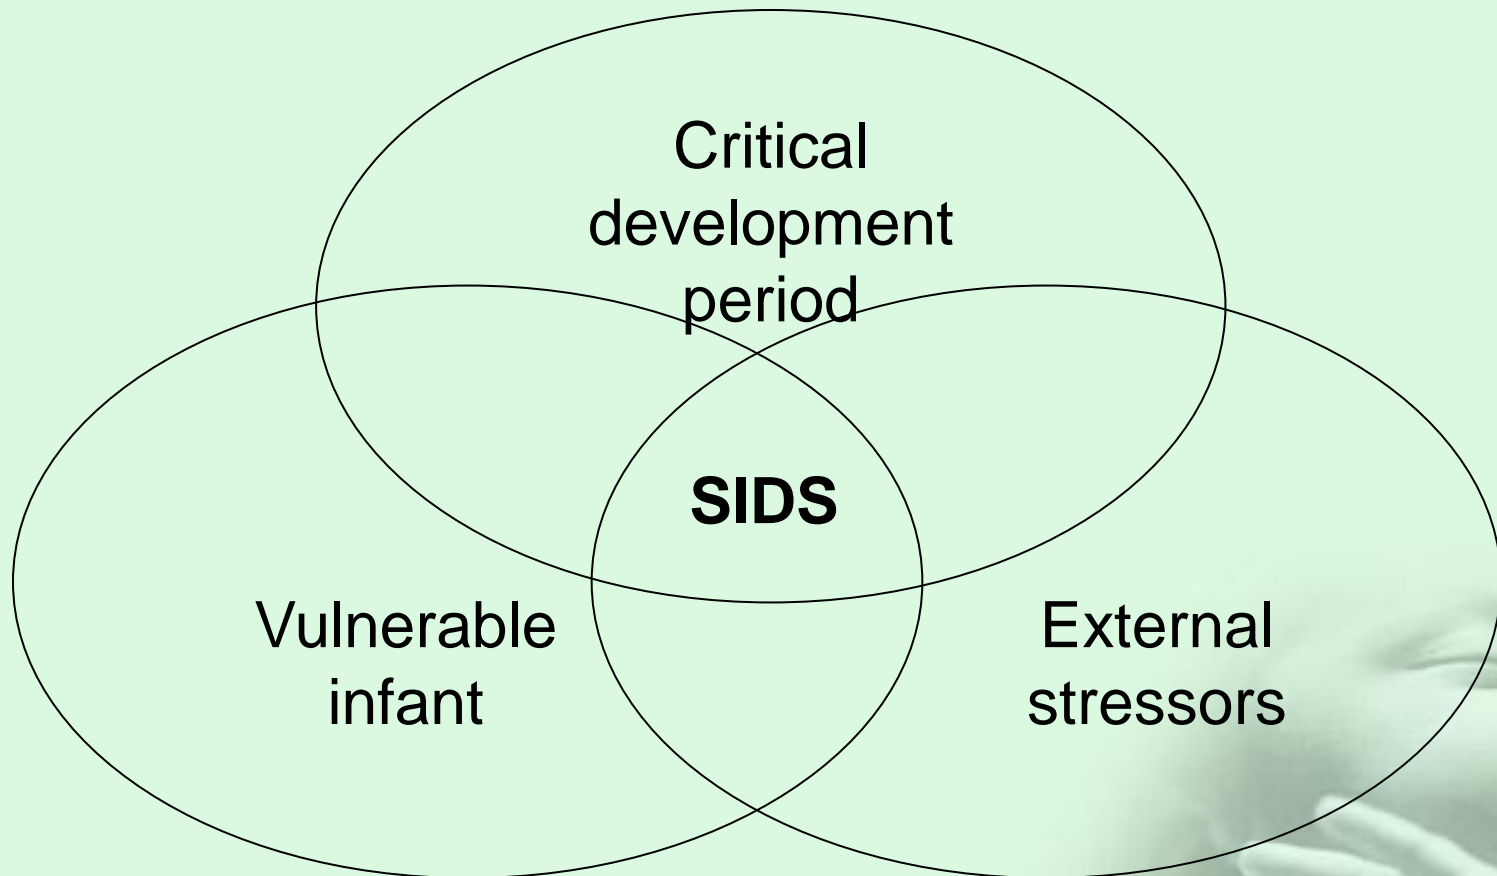 Critical
development
period
SIDS
Vulnerable
infant
External
stressors